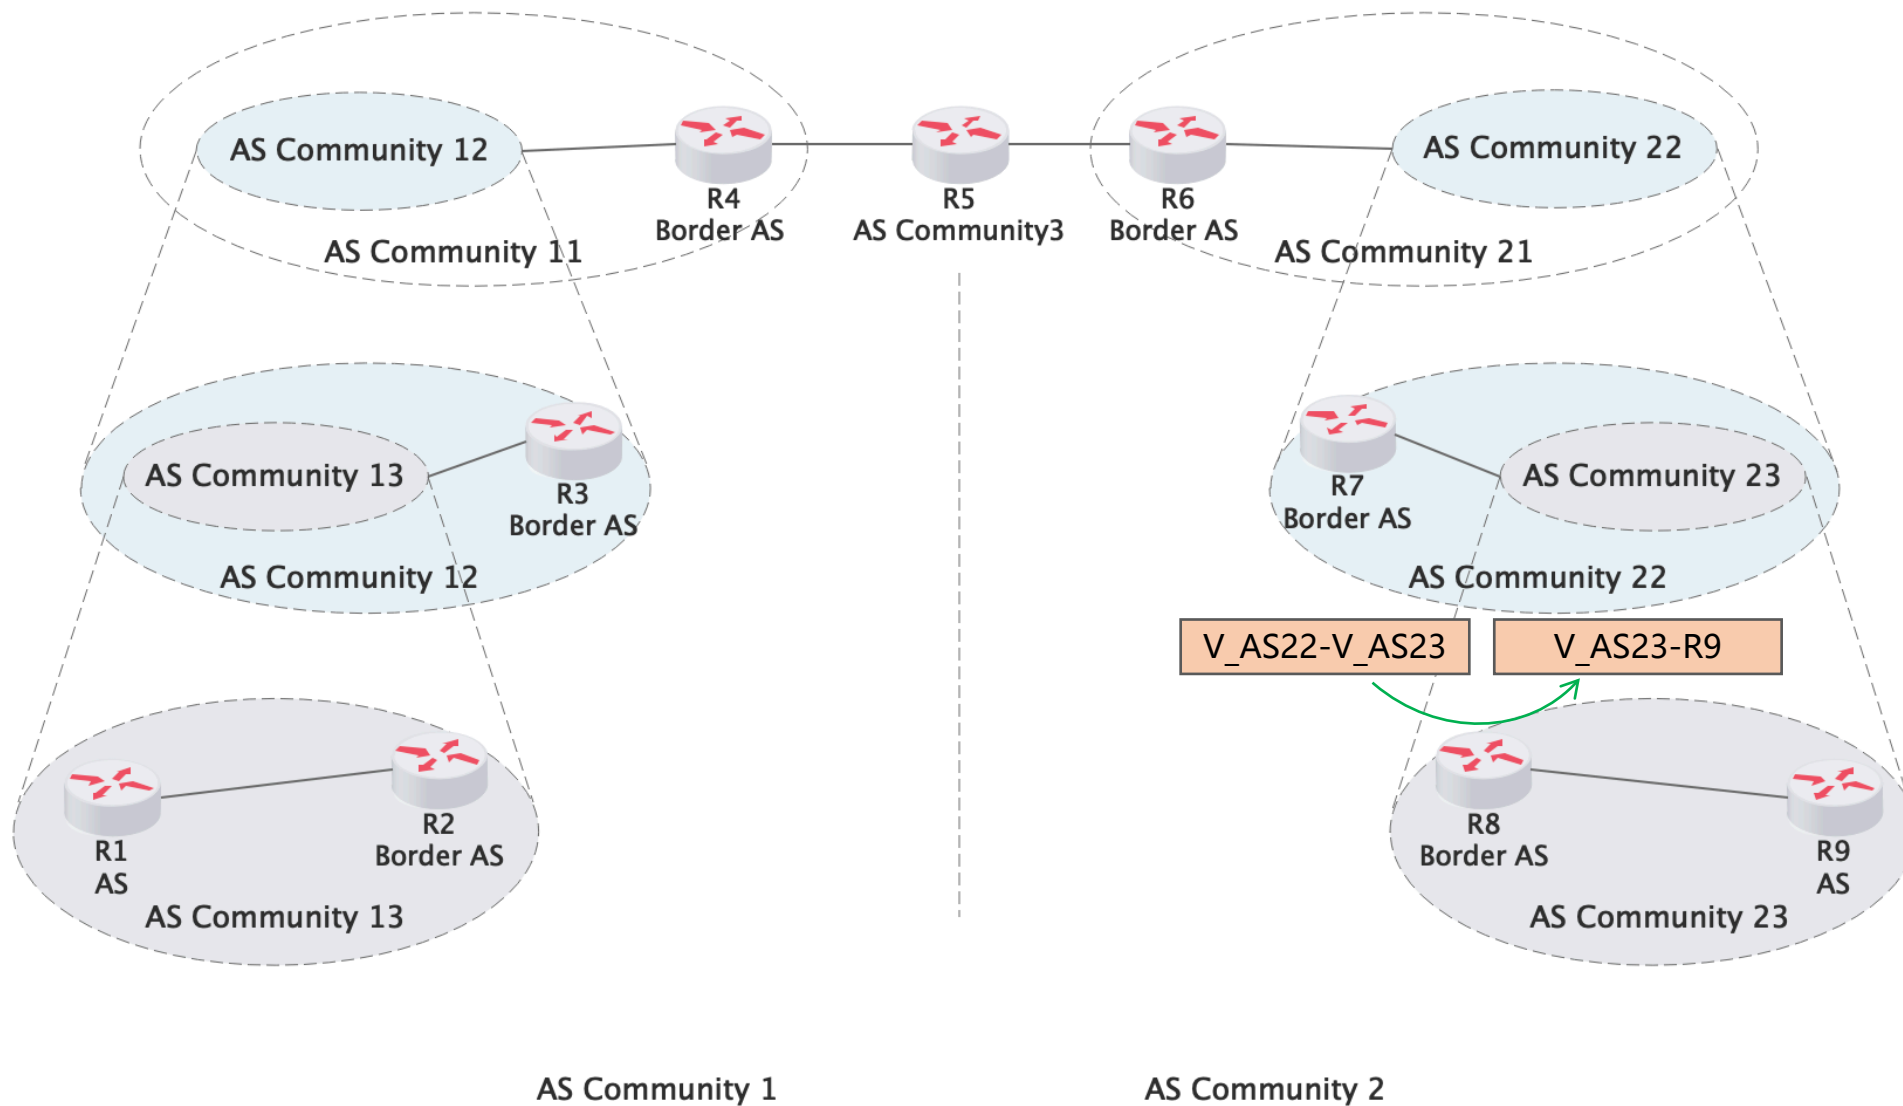 AS Community 12
AS Community 22
R4
Border AS
R5
AS Community3
R6
Border AS
AS Community 11
AS Community 21
AS Community 13
R3
Border AS
AS Community 12
R7
Border AS
AS Community 23
AS Community 22
V_AS22-V_AS23
V_AS23-R9
R1
AS
R2
Border AS
AS Community 13
R8
Border AS
R9
AS
AS Community 23
AS Community 1
AS Community 2